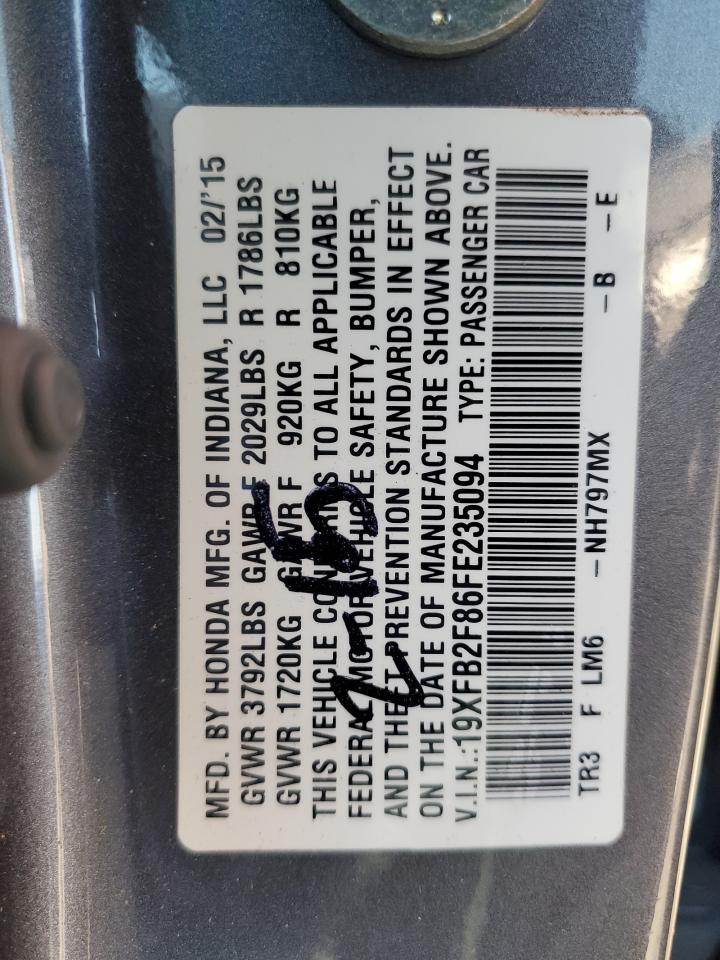 MFD. BY HONDA MFG. OF INDIANA, LLC 02/'15
GVWR 3792LBS GAWR F 2029LBS R 1786LBS
GVWR 1720KG GAWR F 920KG R 810KG
THIS VEHICLE CONFORMS TO ALL APPLICABLE
FEDERAL MOTOR VEHICLE SAFETY, BUMPER,
AND THEFT PREVENTION STANDARDS IN EFFECT
ON THE DATE OF MANUFACTURE SHOWN ABOVE.
V.I.N.:19XFB2F86FE235094 TYPE: PASSENGER CAR
TR3 F LM6 –NH797MX –B –E
2-15